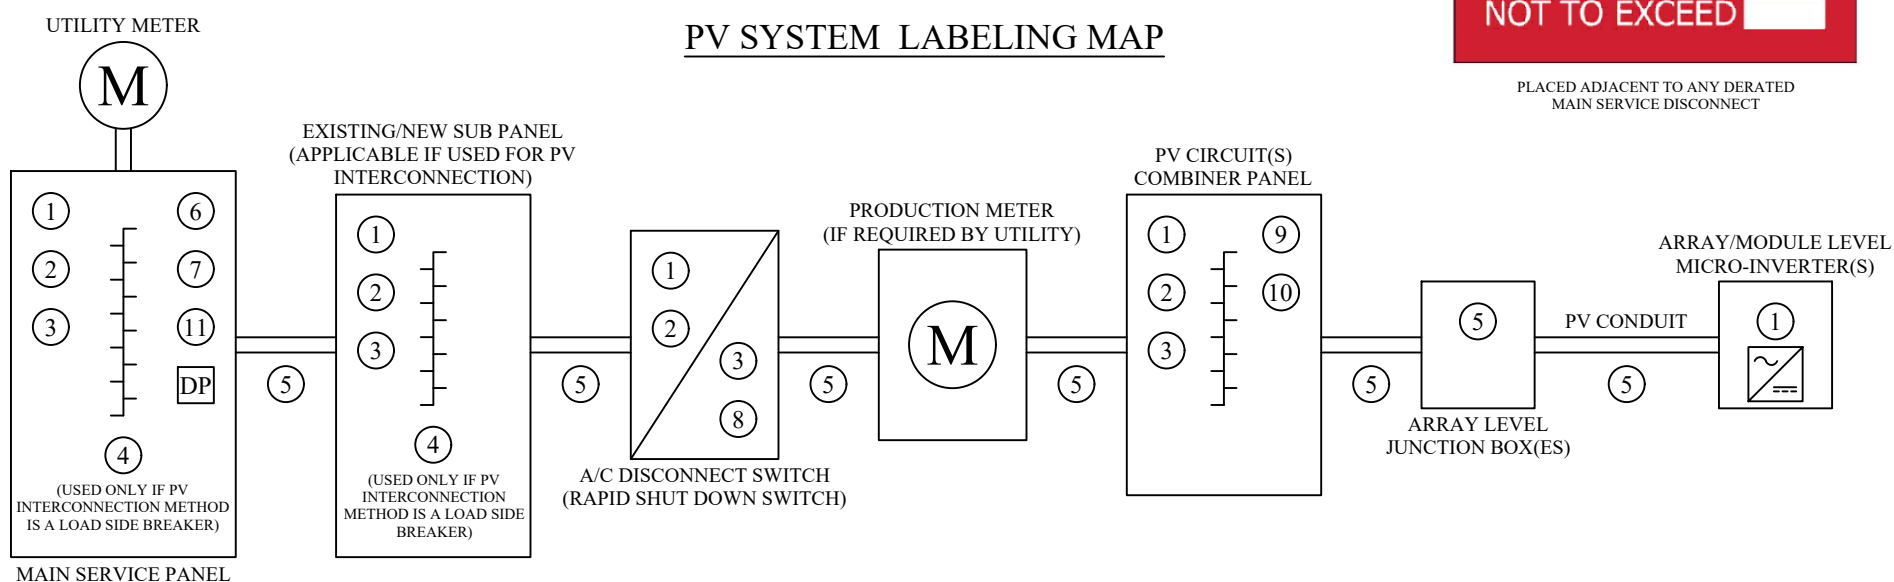 UTILITY METER
M
PV SYSTEM LABELING MAP
NOT TO EXCEED
PLACED ADJACENT TO ANY DERATED
MAIN SERVICE DISCONNECT
1
2
3
6
7
11
DP
4
(USED ONLY IF PV
INTERCONNECTION METHOD
IS A LOAD SIDE BREAKER)
MAIN SERVICE PANEL
5
EXISTING/NEW SUB PANEL
(APPLICABLE IF USED FOR PV
INTERCONNECTION)
1
2
3
4
(USED ONLY IF PV
INTERCONNECTION
METHOD IS A LOAD SIDE
BREAKER)
5
1
2
3
8
A/C DISCONNECT SWITCH
(RAPID SHUT DOWN SWITCH)
5
PRODUCTION METER
(IF REQUIRED BY UTILITY)
M
5
PV CIRCUIT(S)
COMBINER PANEL
1
2
3
9
10
5
5
ARRAY LEVEL
JUNCTION BOX(ES)
PV CONDUIT
5
ARRAY/MODULE LEVEL
MICRO-INVERTER(S)
1